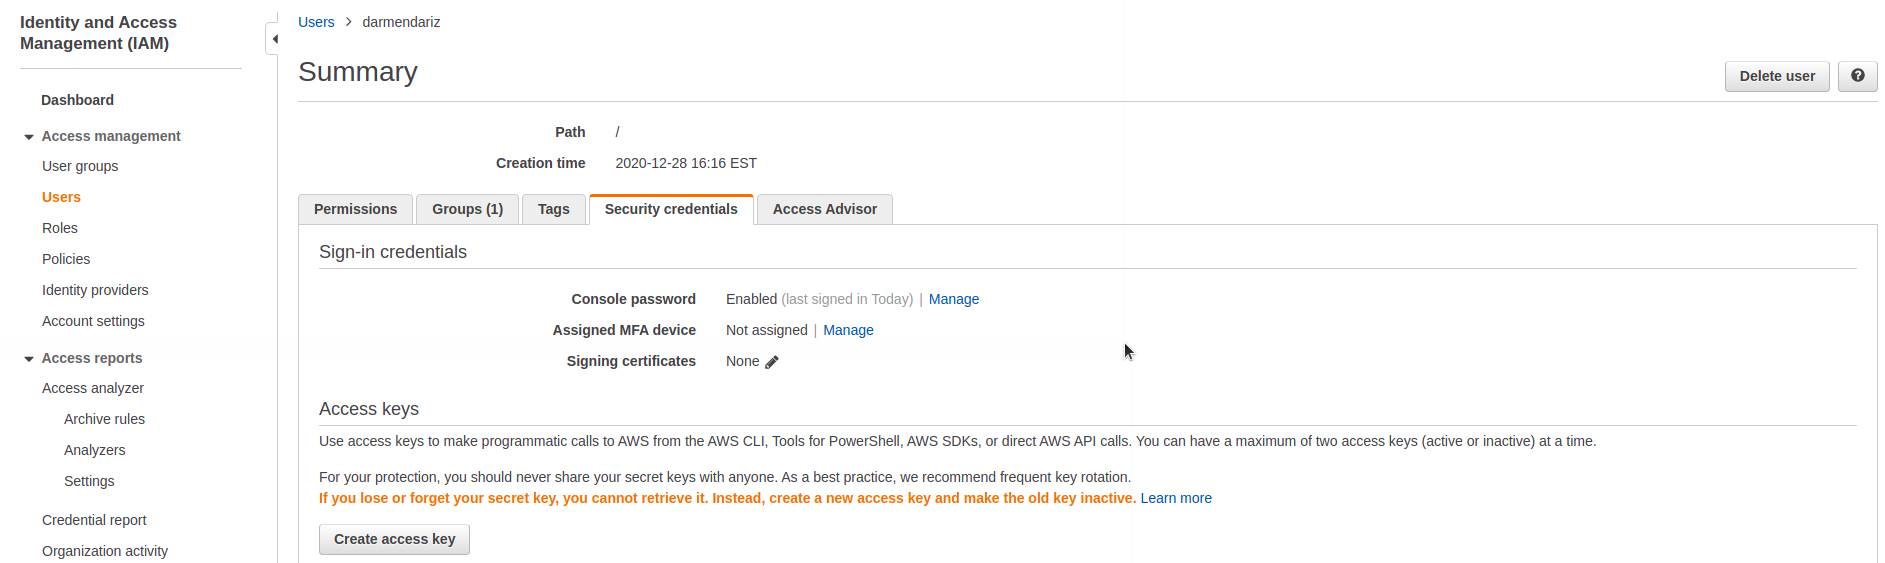 Identity and Access
Management (IAM)
Dashboard
Access management
User groups
Users
Roles
Policies
Identity providers
Account settings
Access reports
Access analyzer
Archive rules
Analyzers
Settings
Credential report
Organization activity
Users > darmendariz
Summary
Delete user
?
Path /
Creation time 2020-12-28 16:16 EST
Permissions Groups (1) Tags Security credentials Access Advisor
Sign-in credentials
Console password Enabled (last signed in Today) | Manage
Assigned MFA device Not assigned | Manage
Signing certificates None
Access keys
Use access keys to make programmatic calls to AWS from the AWS CLI, Tools for PowerShell, AWS SDKs, or direct AWS API calls. You can have a maximum of two access keys (active or inactive) at a time.
For your protection, you should never share your secret keys with anyone. As a best practice, we recommend frequent key rotation.
If you lose or forget your secret key, you cannot retrieve it. Instead, create a new access key and make the old key inactive. Learn more
Create access key